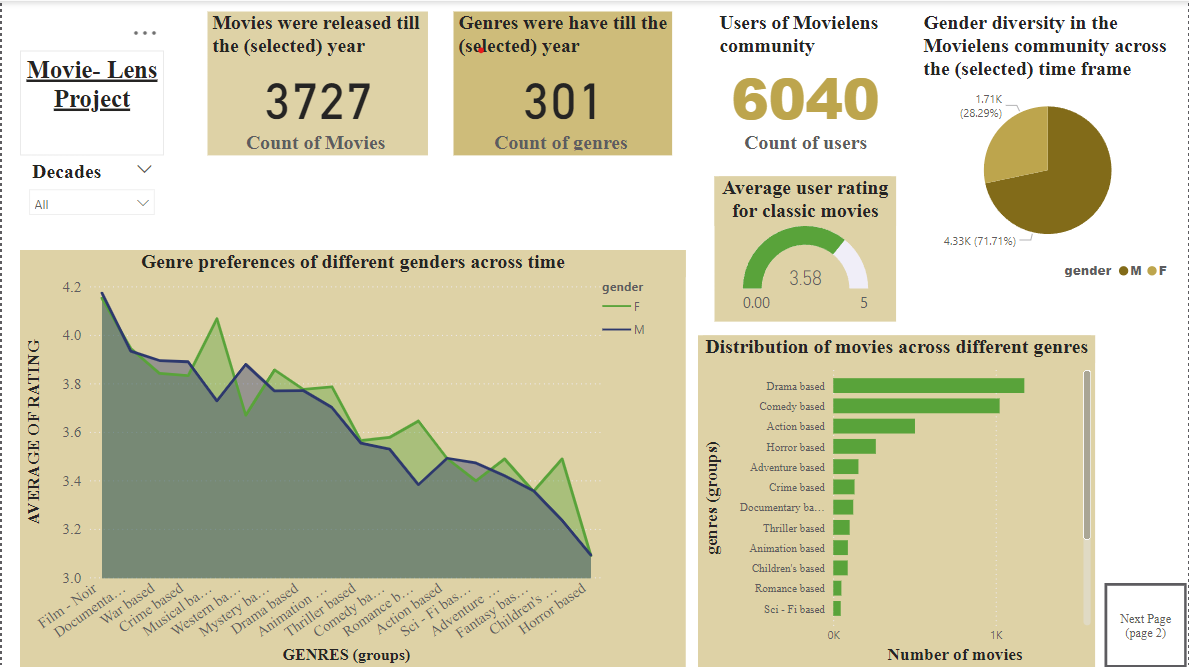 Movie- Lens
Project
Decades
All
Movies were released till
the (selected) year
3727
Count of Movies
Genres were have till the
(selected) year
301
Count of genres
Users of Movielens
community
6040
Count of users
Gender diversity in the
Movielens community across
the (selected) time frame
1.71K
(28.29%)
4.33K (71.71%)
gender M F
Average user rating
for classic movies
3.58
0.00 5
Genre preferences of different genders across time
gender
F
M
AVERAGE OF RATING
4.2
4.0
3.8
3.6
3.4
3.2
3.0
Film - Noir
Documenta...
War based
Crime based
Musical ba...
Western ba...
Mystery ba...
Drama based
Animation ...
Thriller based
Comedy ba...
Romance b...
Action based
Sci - Fi bas...
Adventure ...
Fantasy bas...
Children's ...
Horror based
GENRES (groups)
Distribution of movies across different genres
genres (groups)
Drama based
Comedy based
Action based
Horror based
Adventure based
Crime based
Documentary ba...
Thriller based
Animation based
Children's based
Romance based
Sci - Fi based
0K 1K
Number of movies
Next Page
(page 2)